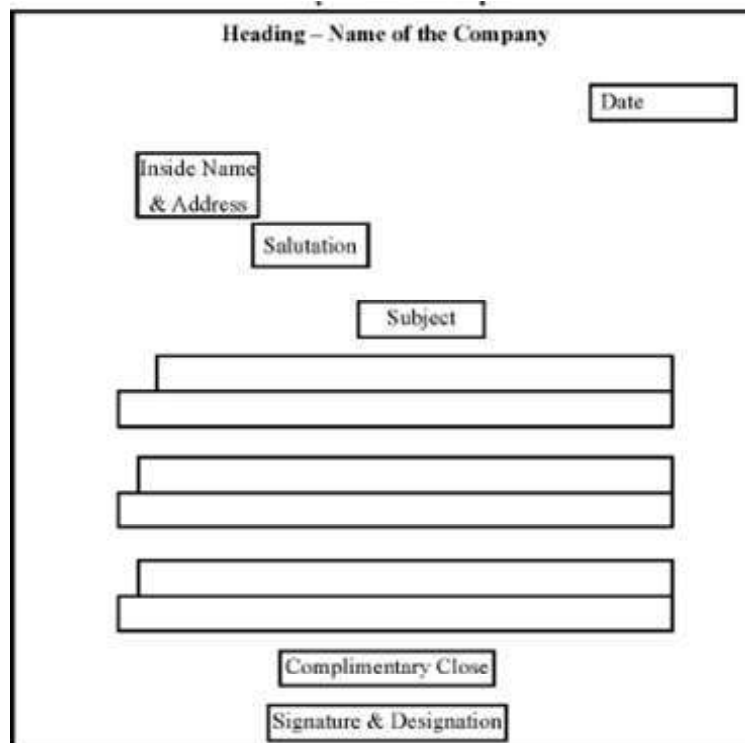 Heading – Name of the Company
Date
Inside Name
& Address
Salutation
Subject
Complimentary Close
Signature & Designation